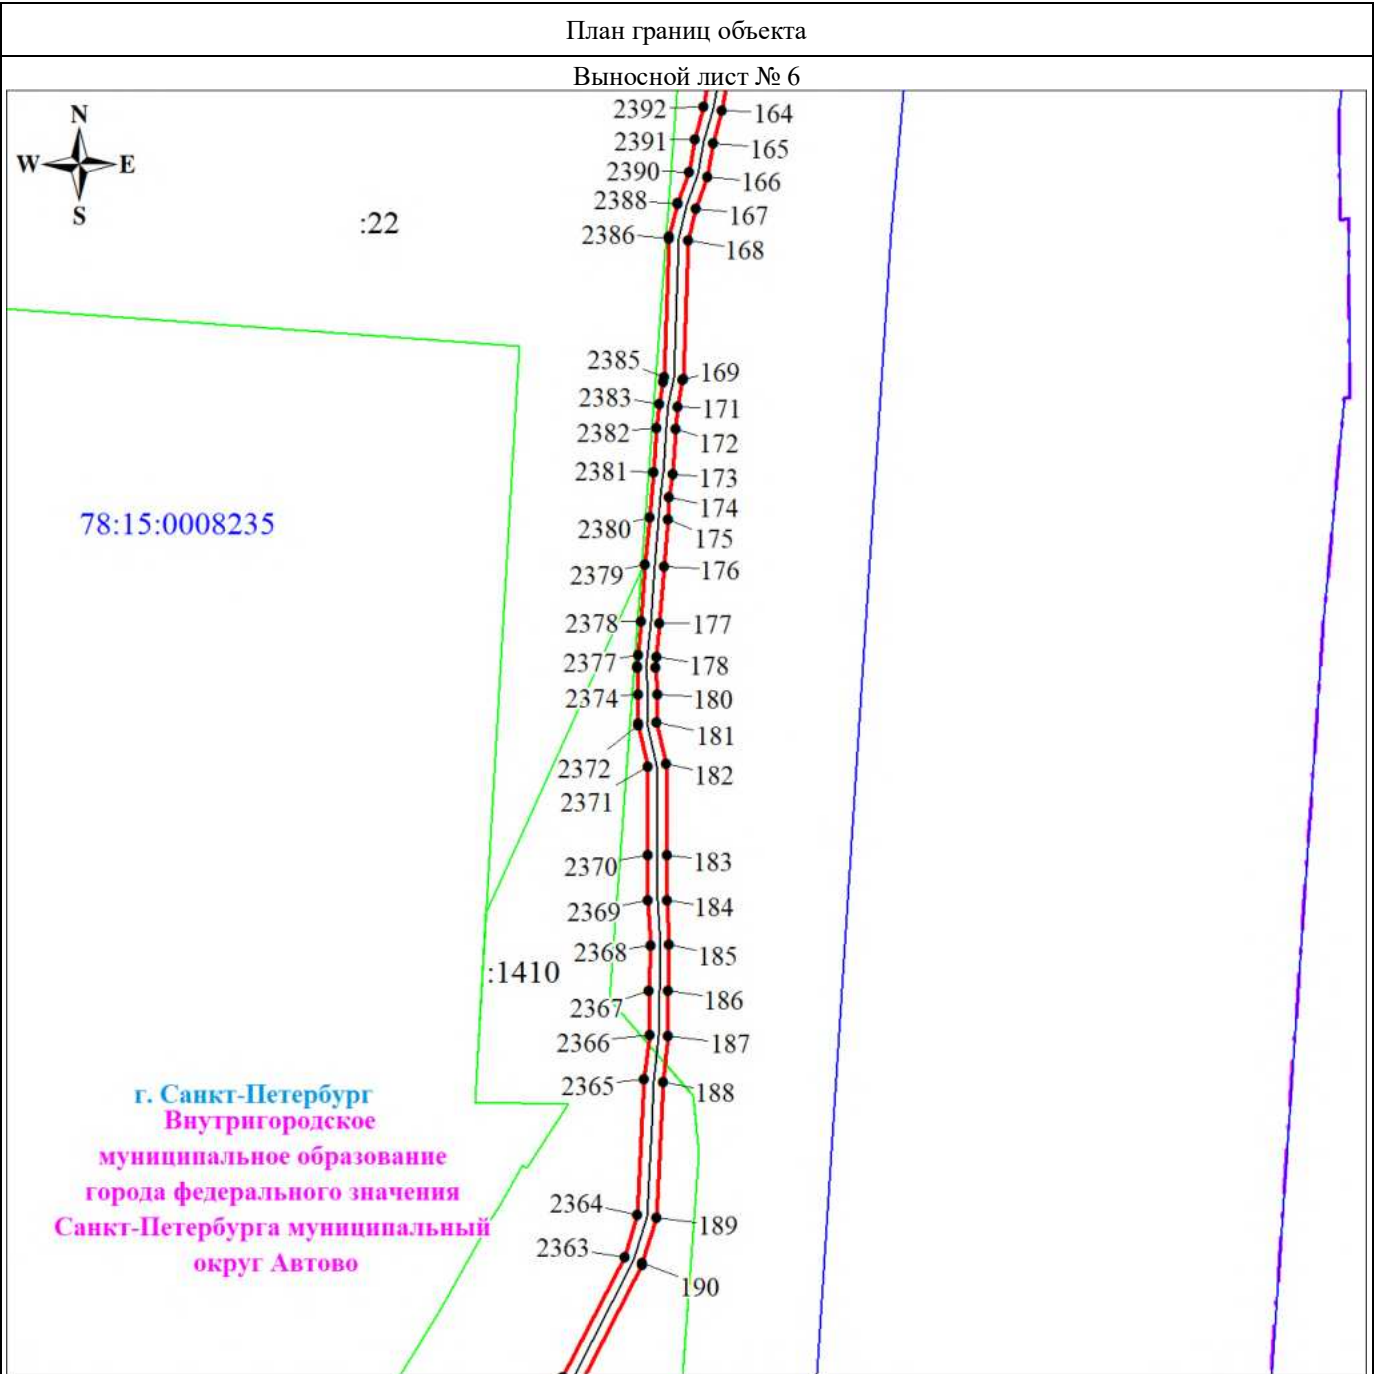 План границ объекта
Выносной лист № 6
N
W E
S
:22
2392 164
2391 165
2390 166
2388 167
2386 168
2385 169
2383 171
2382 172
2381 173
174
2380 175
2379 176
2378 177
2377 178
2374 180
181
2372 182
2371
2370 183
2369 184
2368 185
2367 186
2366 187
2365 188
2364 189
2363 190
78:15:0008235
:1410
г. Санкт-Петербург
Внутригородское
муниципальное образование
города федерального значения
Санкт-Петербурга муниципальный
округ Автово